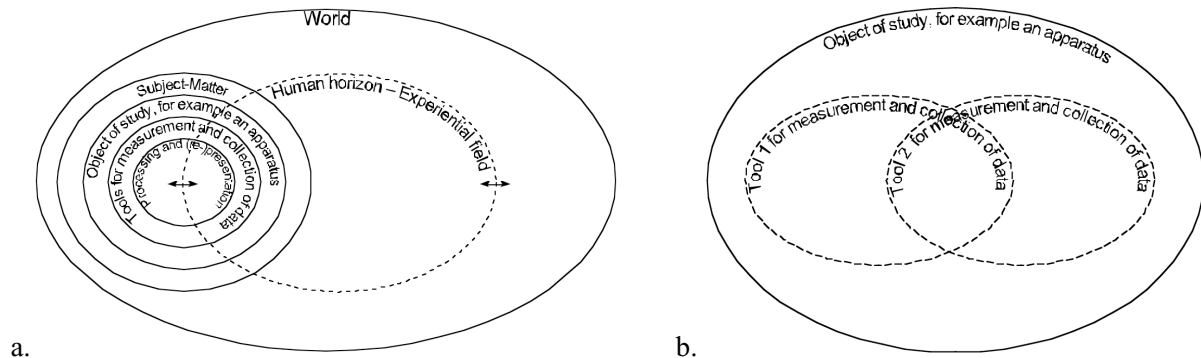 World
Subject-Matter
Object of study, for example an apparatus
Tools for measurement and collection of data
Processing and (re-)presentation
Human horizon – Experiential field
a.
Object of study, for example an apparatus
Tool 1 for measurement and collection of data
Tool 2 for measurement and collection of data
b.